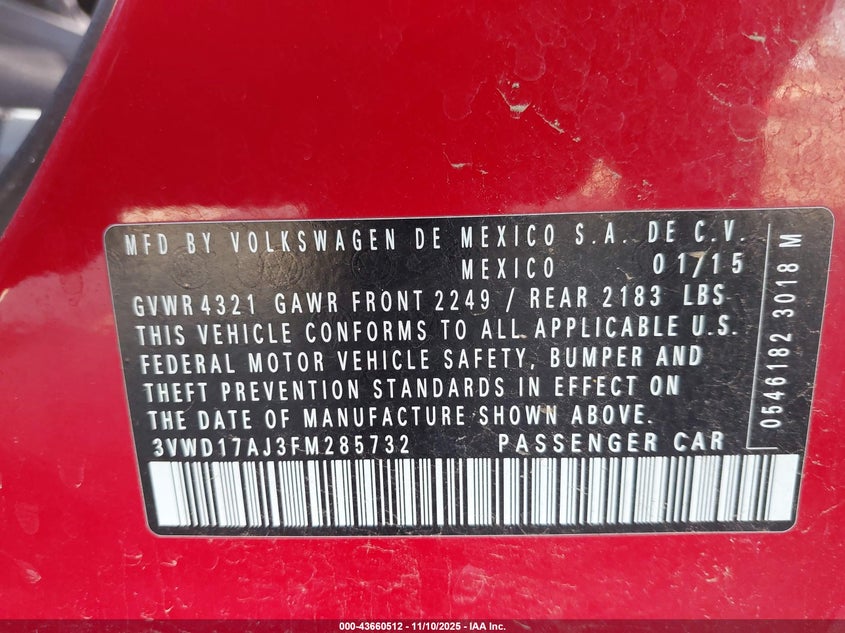 MFD BY VOLKSWAGEN DE MEXICO S.A. DE C.V.
MEXICO 01/15
GVWR 4321 GAWR FRONT 2249 / REAR 2183 LBS
THIS VEHICLE CONFORMS TO ALL APPLICABLE U.S.
FEDERAL MOTOR VEHICLE SAFETY, BUMPER AND
THEFT PREVENTION STANDARDS IN EFFECT ON
THE DATE OF MANUFACTURE SHOWN ABOVE.
3VWD17AJ3FM285732 PASSENGER CAR
0546182 3018 M
000-43660512 - 11/10/2025 - IAA Inc.